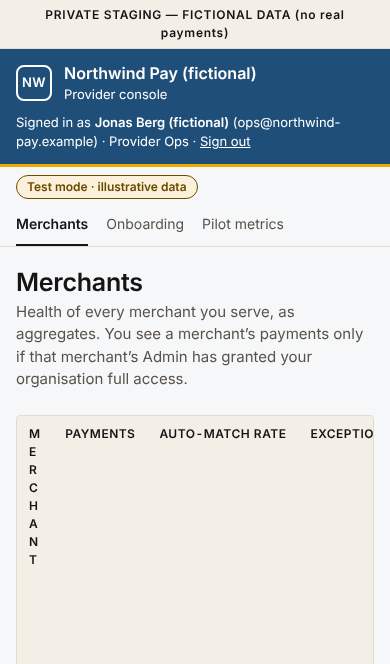 PRIVATE STAGING — FICTIONAL DATA (no real
payments)
NW
Northwind Pay (fictional)
Provider console
Signed in as Jonas Berg (fictional) (ops@northwind-
pay.example) · Provider Ops · Sign out
Test mode · illustrative data
Merchants Onboarding Pilot metrics
Merchants
Health of every merchant you serve, as
aggregates. You see a merchant’s payments only
if that merchant’s Admin has granted your
organisation full access.
MERCHANT PAYMENTS AUTO-MATCH RATE EXCEPTIO